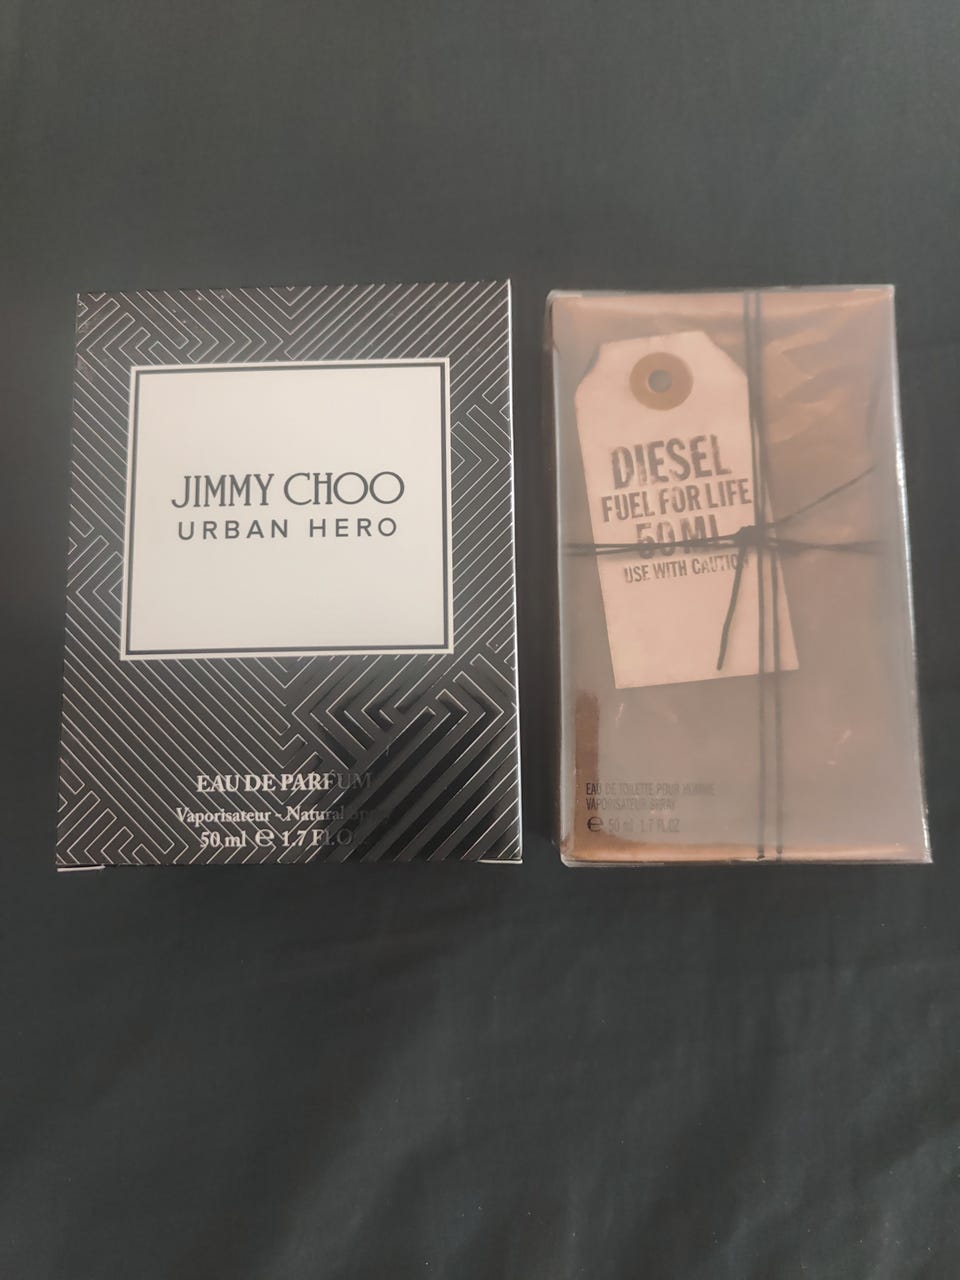 JIMMY CHOO
URBAN HERO
EAU DE PARFUM
Vaporisateur - Natural
50 ml e 1.7 Fl.O
DIESEL
FUEL FOR LIFE
50 ML
USE WITH CAUTION
EAU DE TOILETTE POUR HOMME
VAPORISATEUR SPRAY
e 50 ml 1.7 FL.OZ